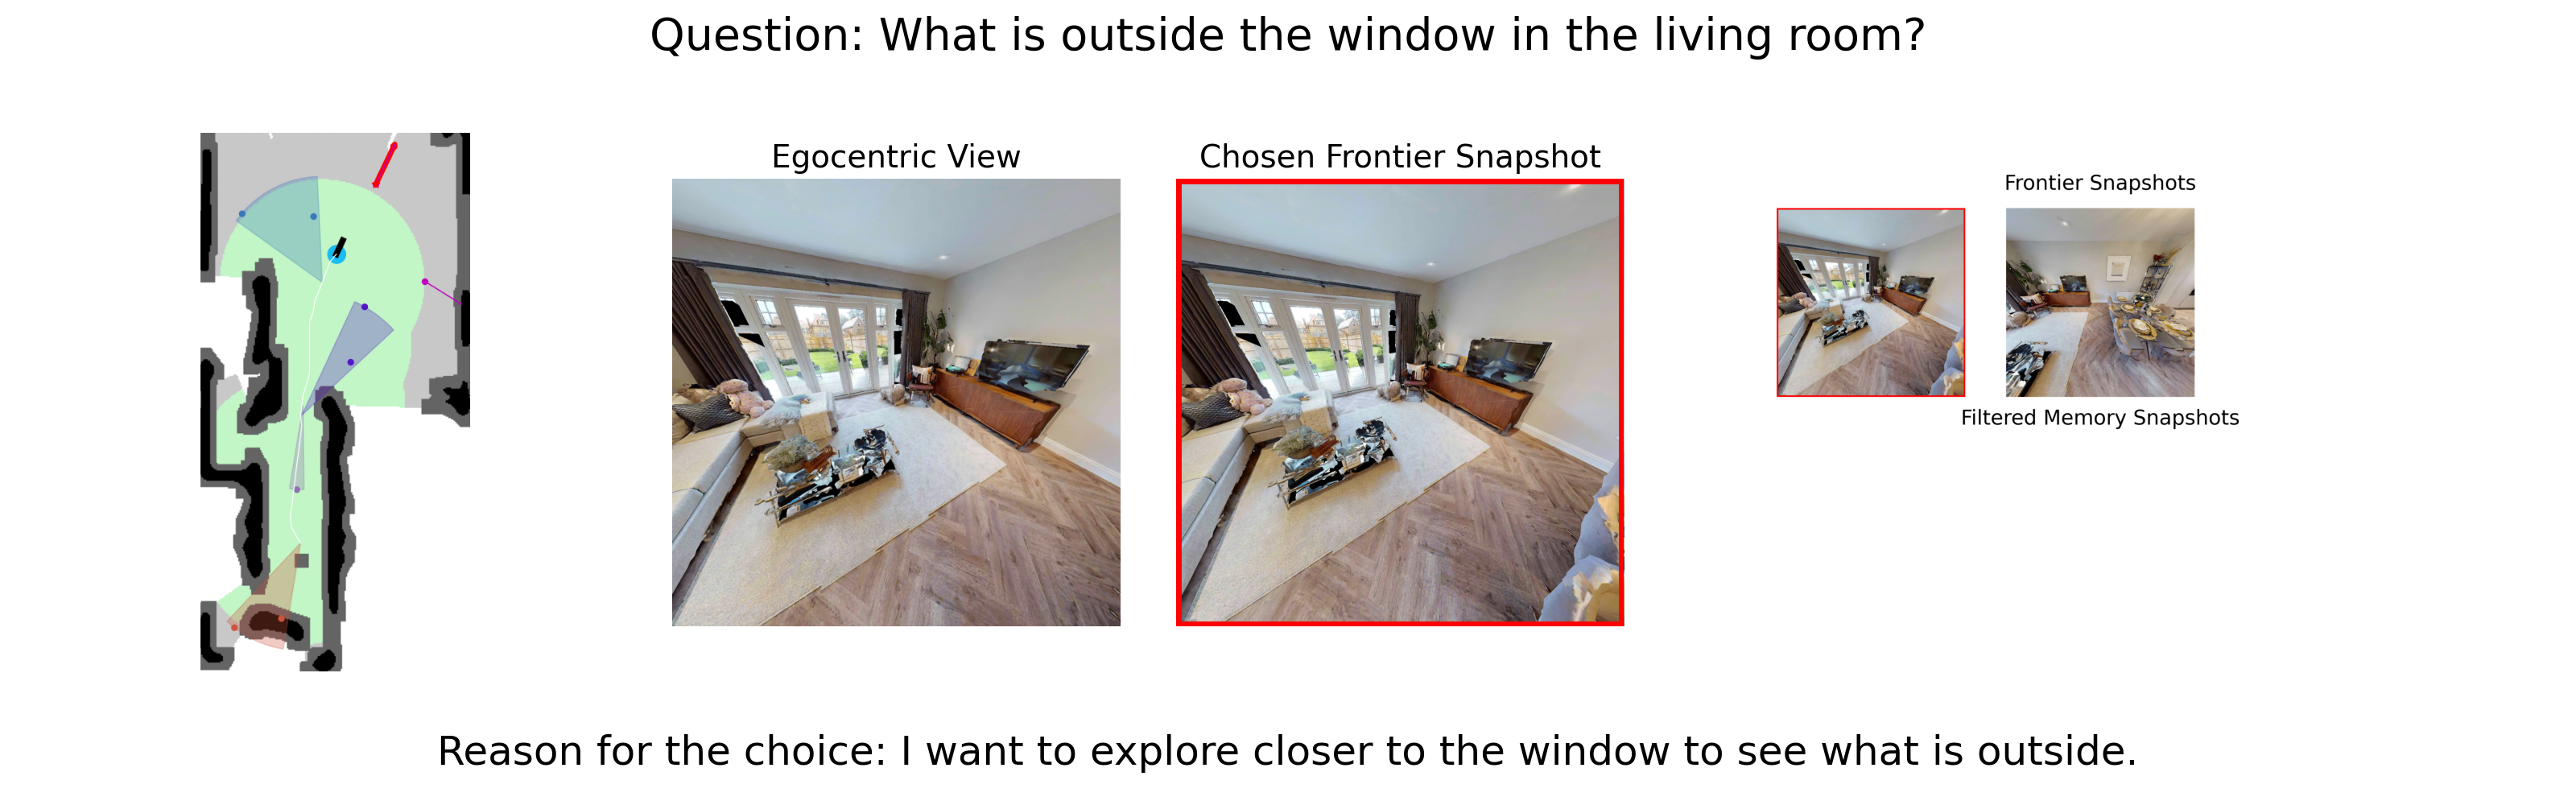 Question: What is outside the window in the living room?
Egocentric View
Chosen Frontier Snapshot
Frontier Snapshots
Filtered Memory Snapshots
Reason for the choice: I want to explore closer to the window to see what is outside.